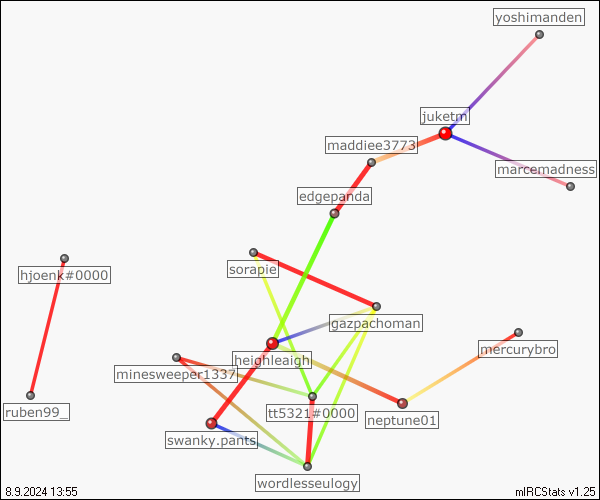 yoshimanden
juketm
maddiee3773
marcemadness
edgepanda
sorapie
hjoenk#0000
gazpachoman
mercurybro
heighleaigh
minesweeper1337
ruben99_
tt5321#0000
neptune01
swanky.pants
wordlesseulogy
8.9.2024 13:55
mIRCStats v1.25